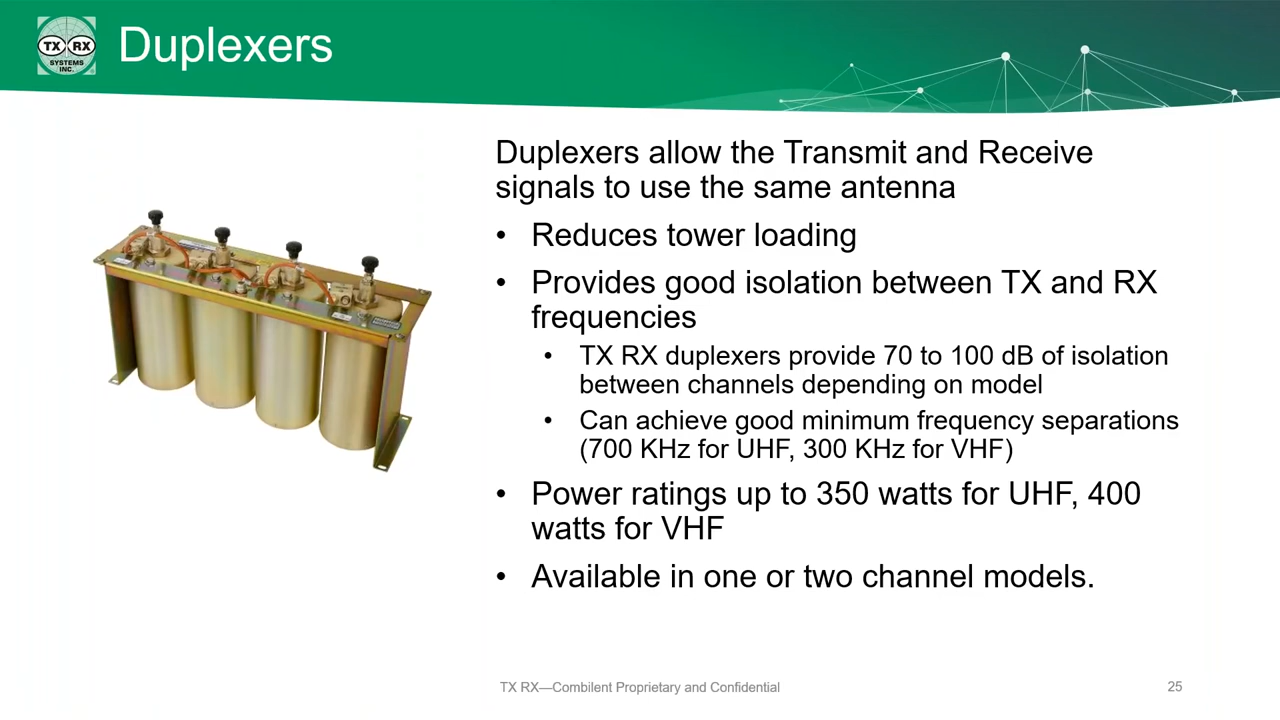 TX RX
SYSTEMS
INC.
Duplexers
Duplexers allow the Transmit and Receive
signals to use the same antenna
• Reduces tower loading
• Provides good isolation between TX and RX
frequencies
• TX RX duplexers provide 70 to 100 dB of isolation
between channels depending on model
• Can achieve good minimum frequency separations
(700 KHz for UHF, 300 KHz for VHF)
• Power ratings up to 350 watts for UHF, 400
watts for VHF
• Available in one or two channel models.
TX RX—Combilent Proprietary and Confidential
25